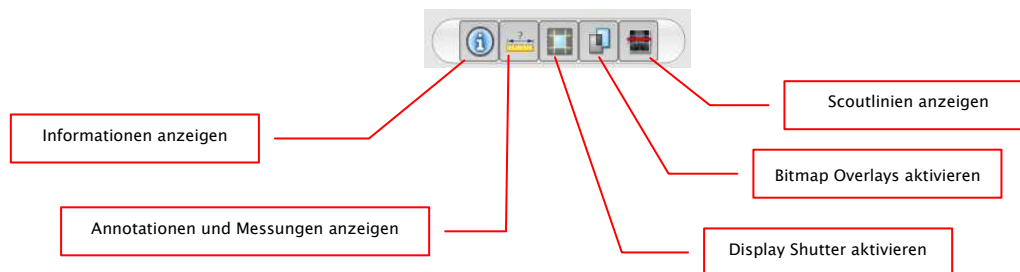 ?
Scoutlinien anzeigen
Informationen anzeigen
Bitmap Overlays aktivieren
Annotationen und Messungen anzeigen
Display Shutter aktivieren